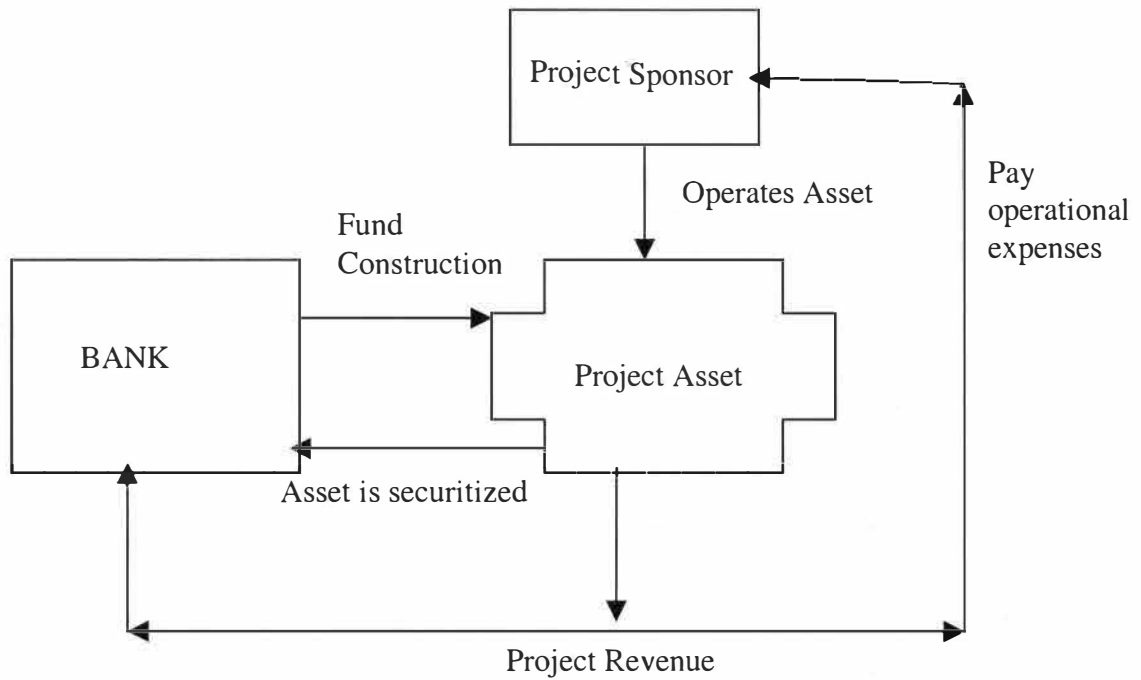 Project Sponsor
Operates Asset
Pay
operational
expenses
Fund
Construction
BANK
Project Asset
Asset is securitized
Project Revenue